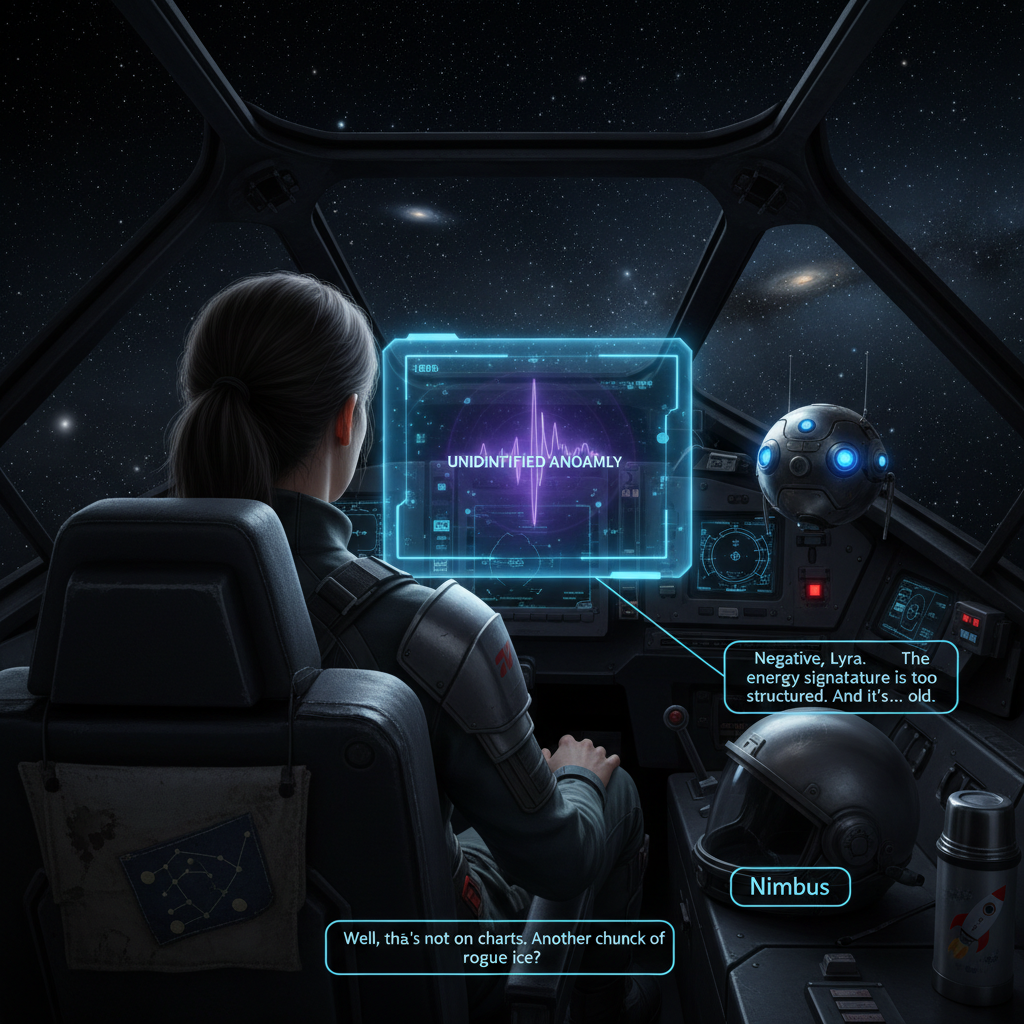 UNIDINTIFIED ANOAMLY
Negative, Lyra. The
energy signatature is too
structured. And it's... old.
Nimbus
Well, tha's not on charts. Another chunck of
rogue ice?